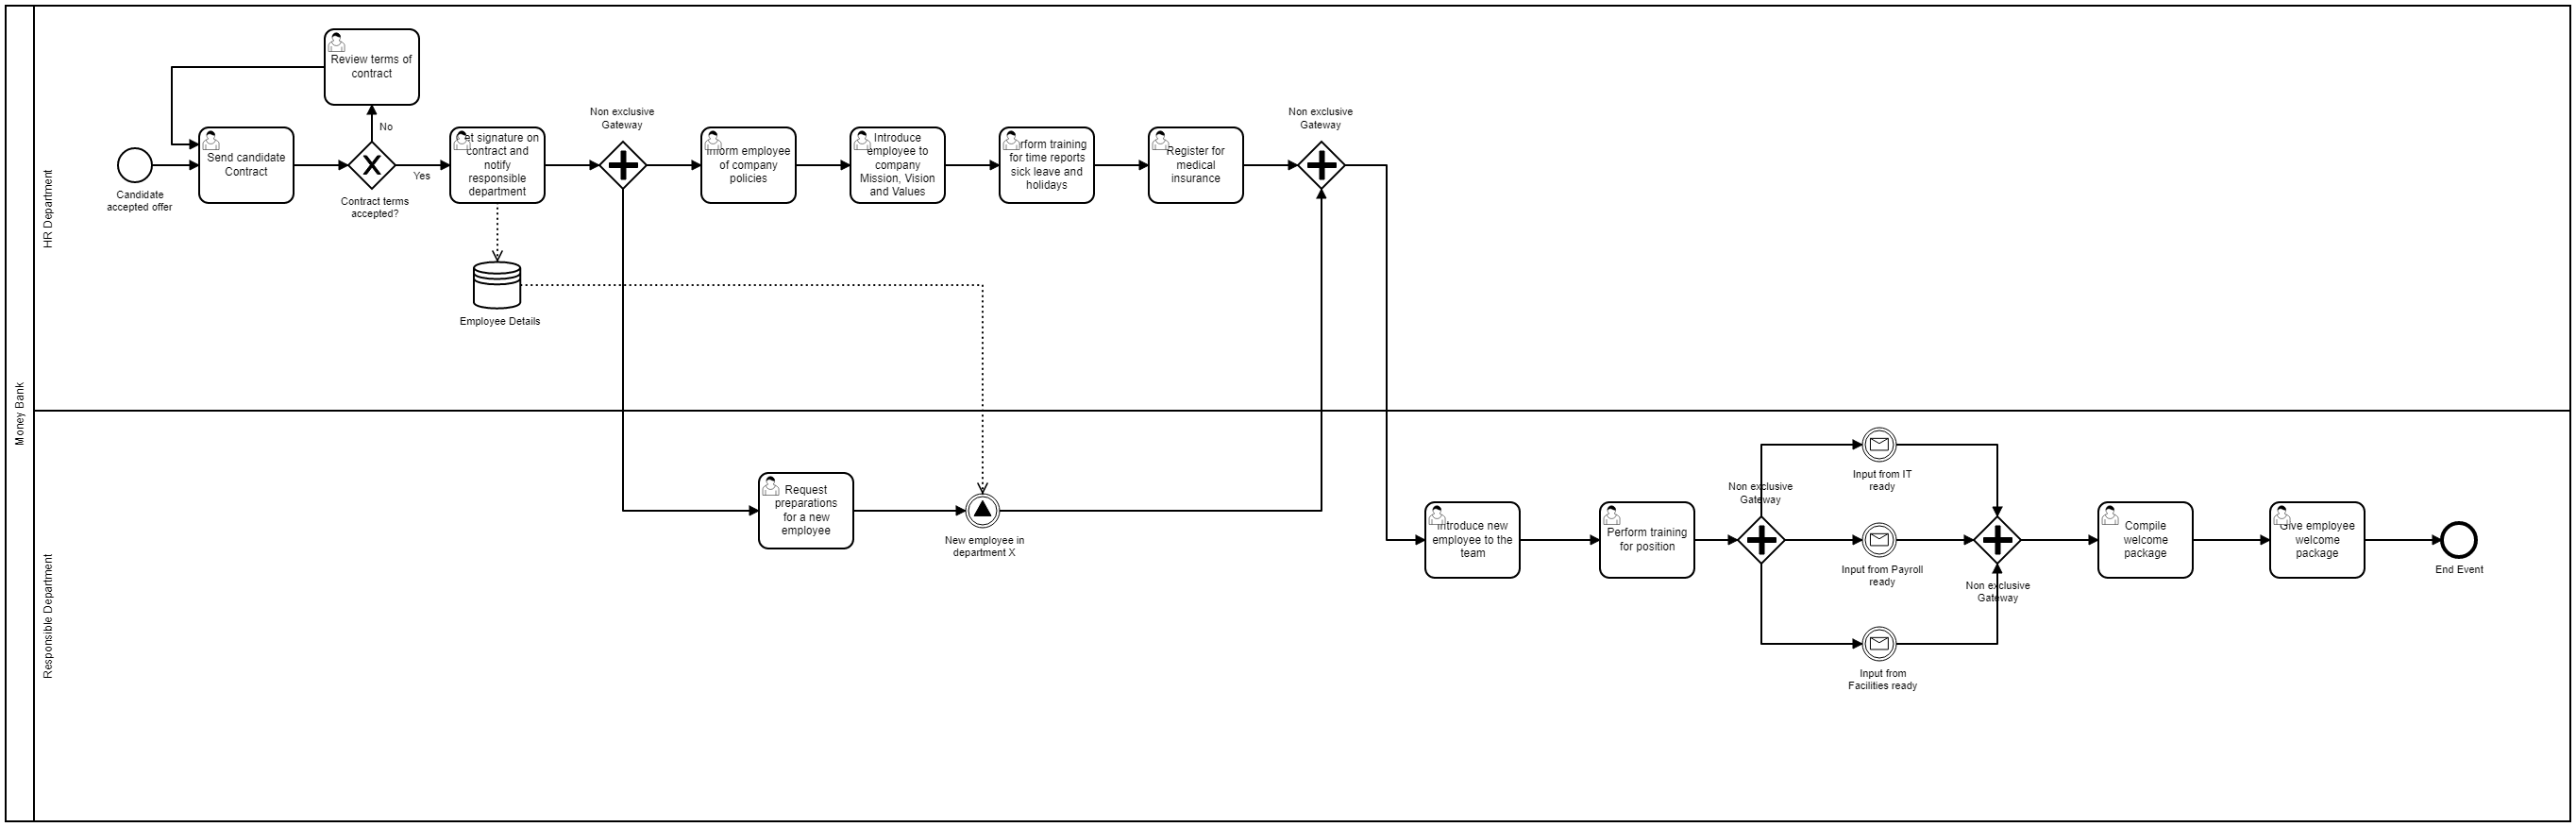 Money Bank
HR Department
Review terms of
contract
No
Candidate
accepted offer
Send candidate
Contract
Contract terms
accepted?
Yes
et signature on
contract and
notify
responsible
department
Employee Details
Non exclusive
Gateway
employee
of company
policies
Introduce
employee to
company
Mission, Vision
and Values
training
for time reports
sick leave and
holidays
Register for
medical
insurance
Non exclusive
Gateway
Responsible Department
Request
preparations
for a new
employee
New employee in
department X
Introduce new
employee to the
team
Perform training
for position
Non exclusive
Gateway
Input from IT
ready
Input from Payroll
ready
Input from
Facilities ready
Non exclusive
Gateway
Compile
welcome
package
Give employee
welcome
package
End Event